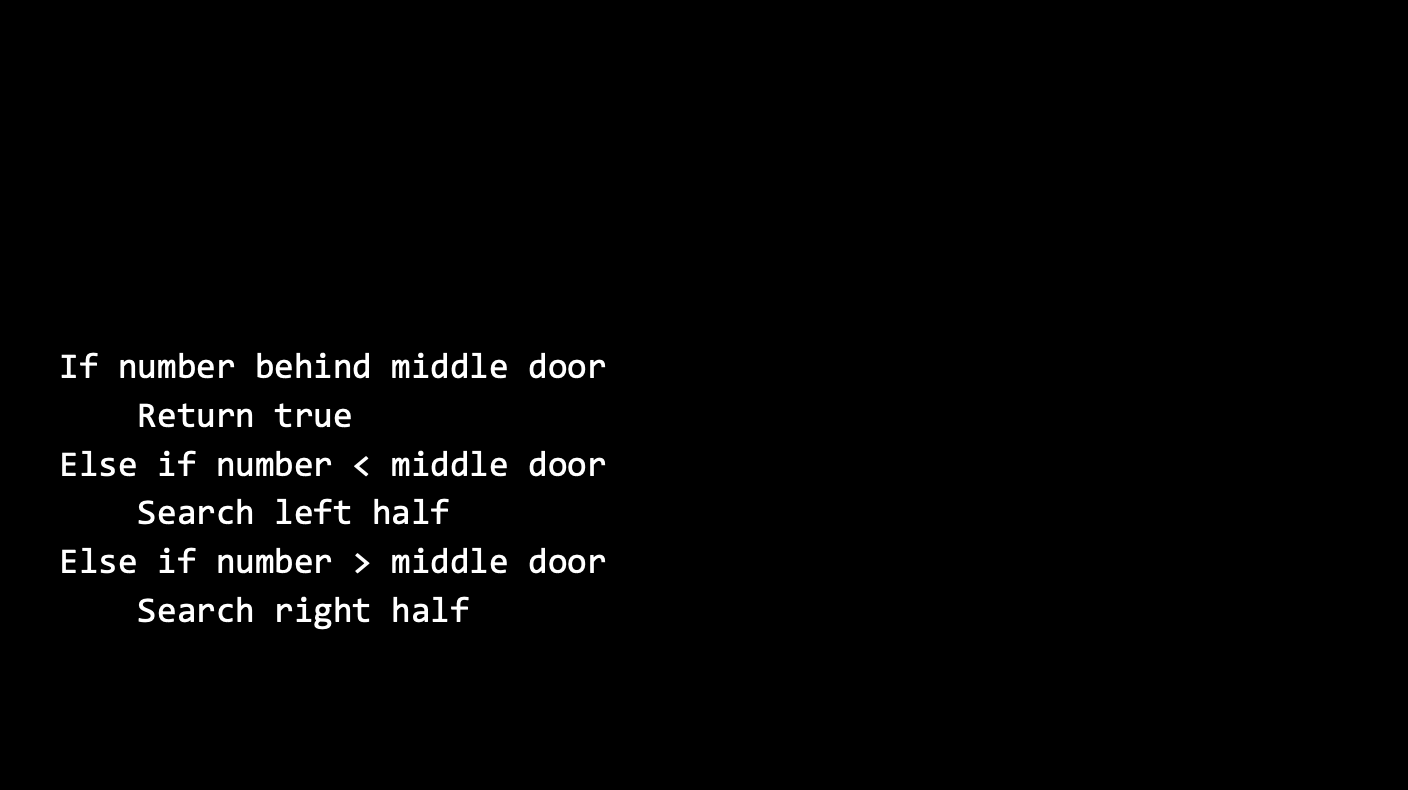 If number behind middle door
    Return true
Else if number < middle door
    Search left half
Else if number > middle door
    Search right half